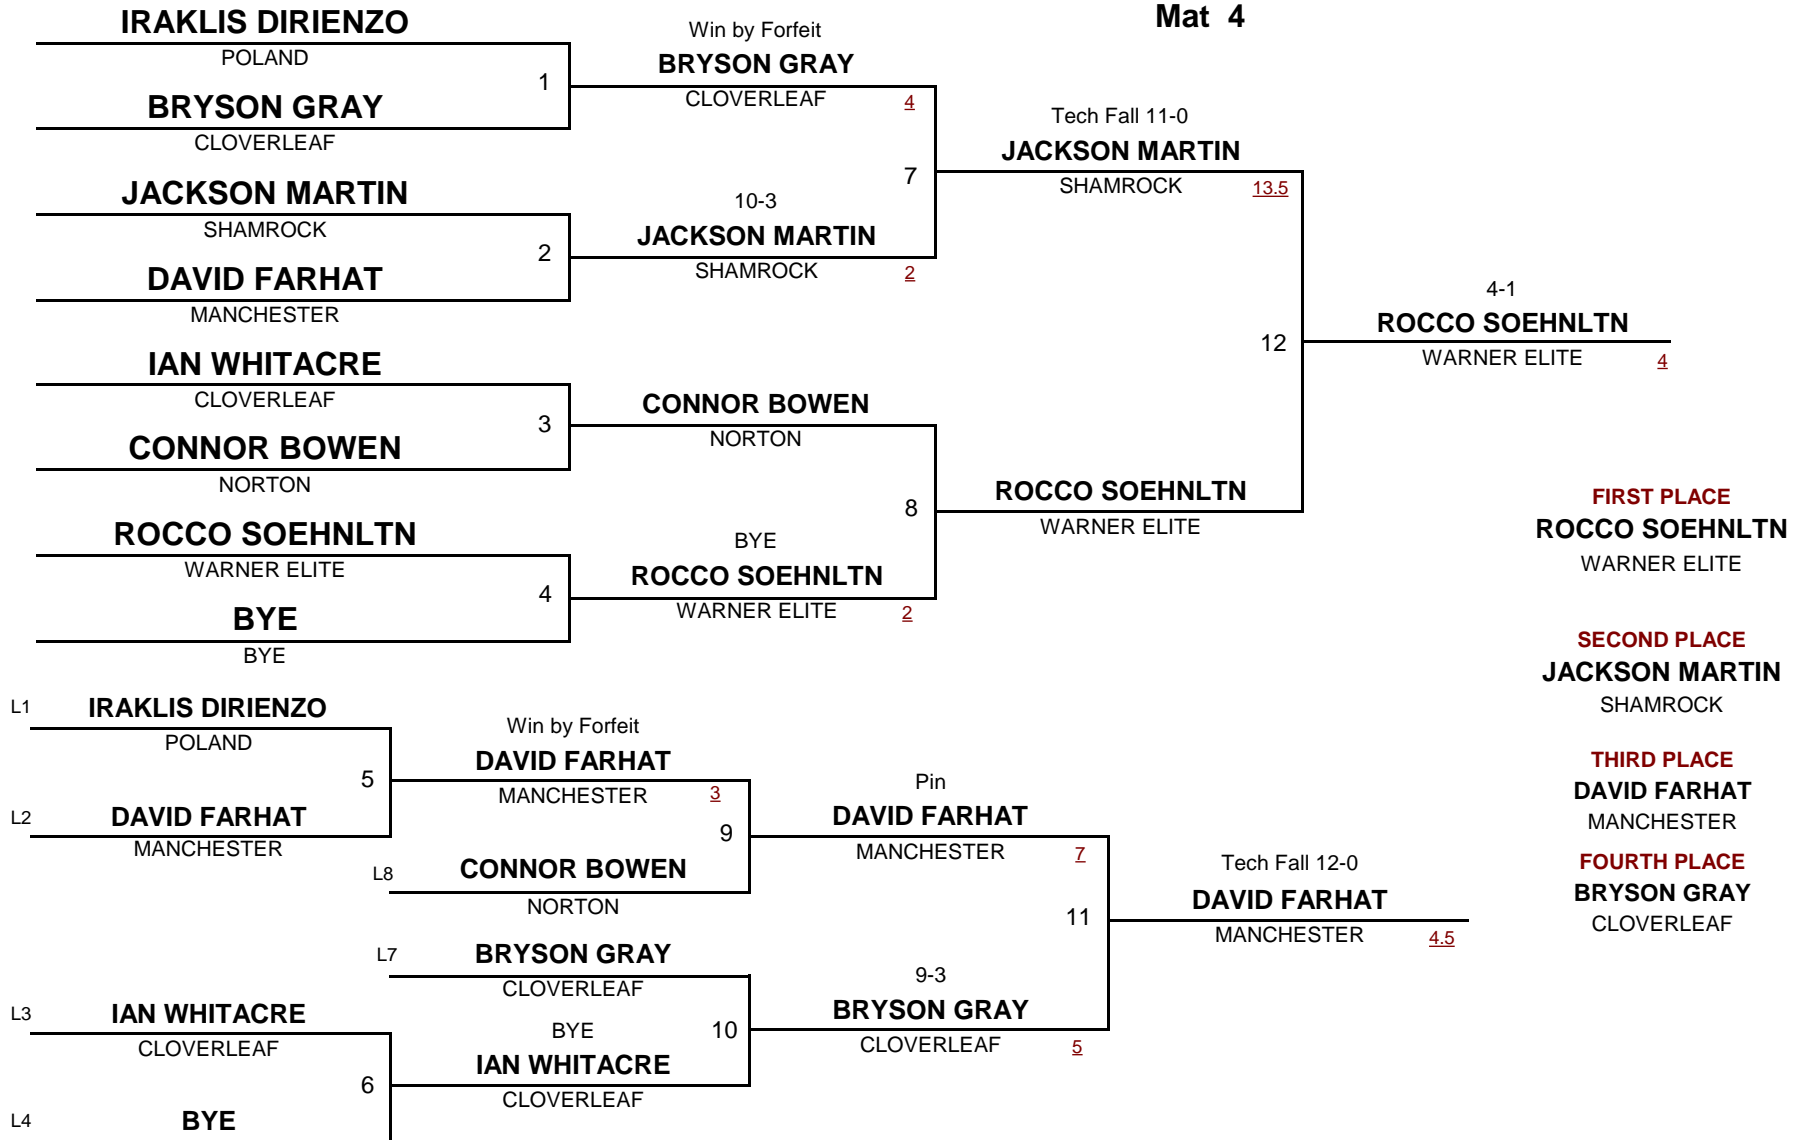 Mat 4
IRAKLIS DIRIENZO
POLAND
1
BRYSON GRAY
CLOVERLEAF
Win by Forfeit
BRYSON GRAY
CLOVERLEAF 4
JACKSON MARTIN
SHAMROCK
2
DAVID FARHAT
MANCHESTER
10-3
JACKSON MARTIN
SHAMROCK 2
7
Tech Fall 11-0
JACKSON MARTIN
SHAMROCK 13.5
IAN WHITACRE
CLOVERLEAF
3
CONNOR BOWEN
NORTON
CONNOR BOWEN
NORTON
ROCCO SOEHNLTN
WARNER ELITE
4
BYE
BYE
BYE
ROCCO SOEHNLTN
WARNER ELITE 2
8
ROCCO SOEHNLTN
WARNER ELITE
12
4-1
ROCCO SOEHNLTN
WARNER ELITE 4
FIRST PLACE
ROCCO SOEHNLTN
WARNER ELITE
SECOND PLACE
JACKSON MARTIN
SHAMROCK
THIRD PLACE
DAVID FARHAT
MANCHESTER
FOURTH PLACE
BRYSON GRAY
CLOVERLEAF
L1 IRAKLIS DIRIENZO
POLAND
5
L2 DAVID FARHAT
MANCHESTER
Win by Forfeit
DAVID FARHAT
MANCHESTER 3
9
L8 CONNOR BOWEN
NORTON
Pin
DAVID FARHAT
MANCHESTER 7
L7 BRYSON GRAY
CLOVERLEAF
L3 IAN WHITACRE
CLOVERLEAF
6
L4 BYE
BYE
IAN WHITACRE
CLOVERLEAF
10
9-3
BRYSON GRAY
CLOVERLEAF 5
11
Tech Fall 12-0
DAVID FARHAT
MANCHESTER 4.5